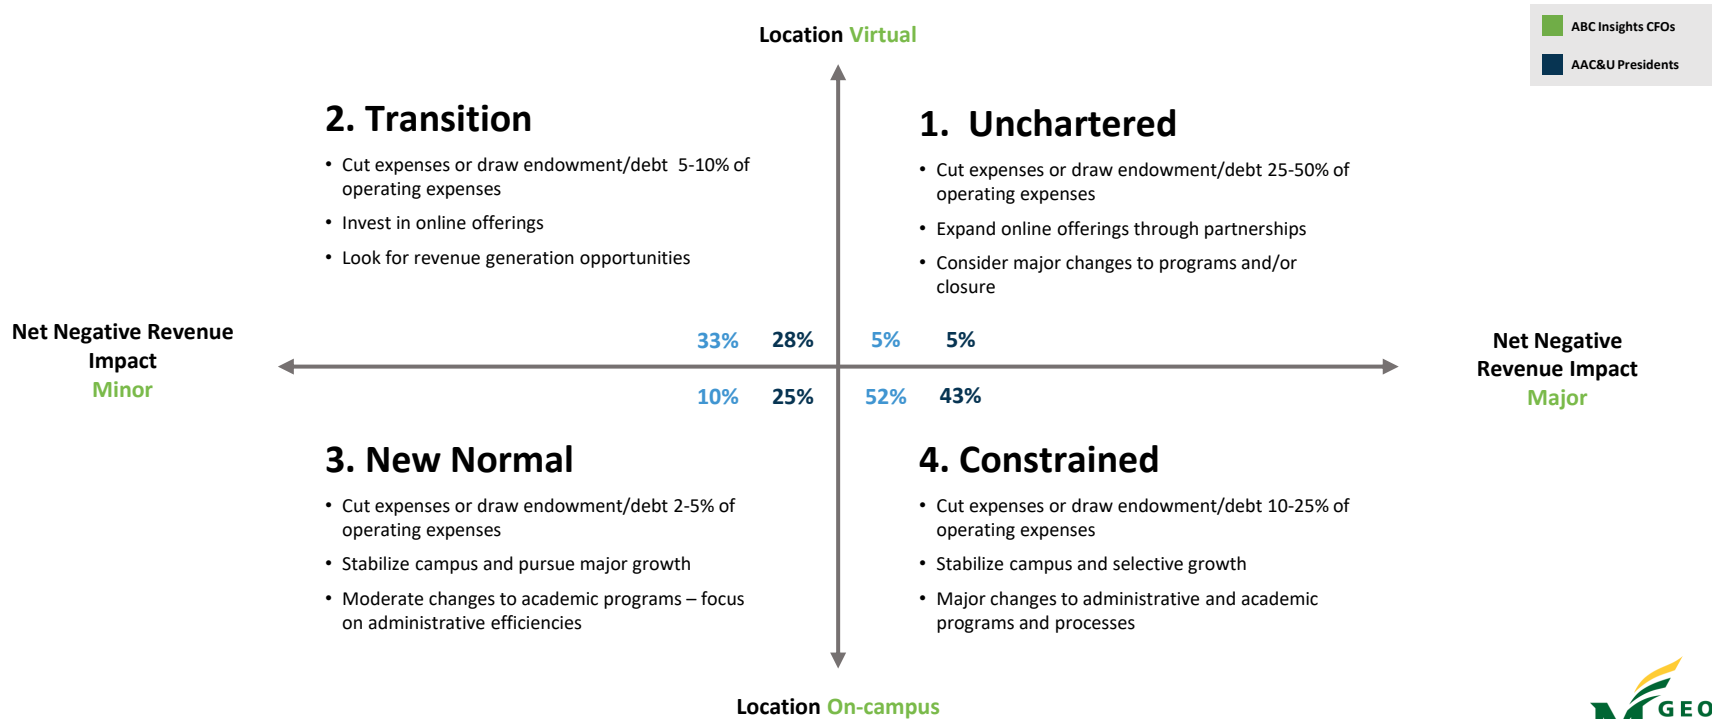 Location Virtual
ABC Insights CFOs
AAC&U Presidents
2. Transition
• Cut expenses or draw endowment/debt 5-10% of
operating expenses
• Invest in online offerings
• Look for revenue generation opportunities
1. Unchartered
• Cut expenses or draw endowment/debt 25-50% of
operating expenses
• Expand online offerings through partnerships
• Consider major changes to programs and/or
closure
Net Negative Revenue
Impact
Minor
33% 28% 5% 5%
10% 25% 52% 43%
Net Negative
Revenue Impact
Major
3. New Normal
• Cut expenses or draw endowment/debt 2-5% of
operating expenses
• Stabilize campus and pursue major growth
• Moderate changes to academic programs – focus
on administrative efficiencies
4. Constrained
• Cut expenses or draw endowment/debt 10-25% of
operating expenses
• Stabilize campus and selective growth
• Major changes to administrative and academic
programs and processes
Location On-campus
GEO